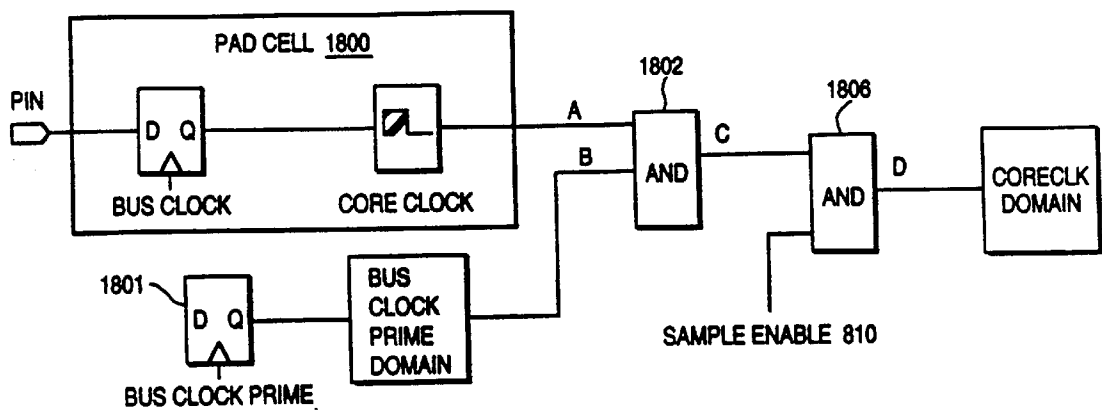 PAD CELL 1800
PIN
D Q
BUS CLOCK
CORE CLOCK
A
B
1802
AND
C
1806
AND
D
CORECLK
DOMAIN
1801
D Q
BUS CLOCK PRIME
BUS
CLOCK
PRIME
DOMAIN
SAMPLE ENABLE 810